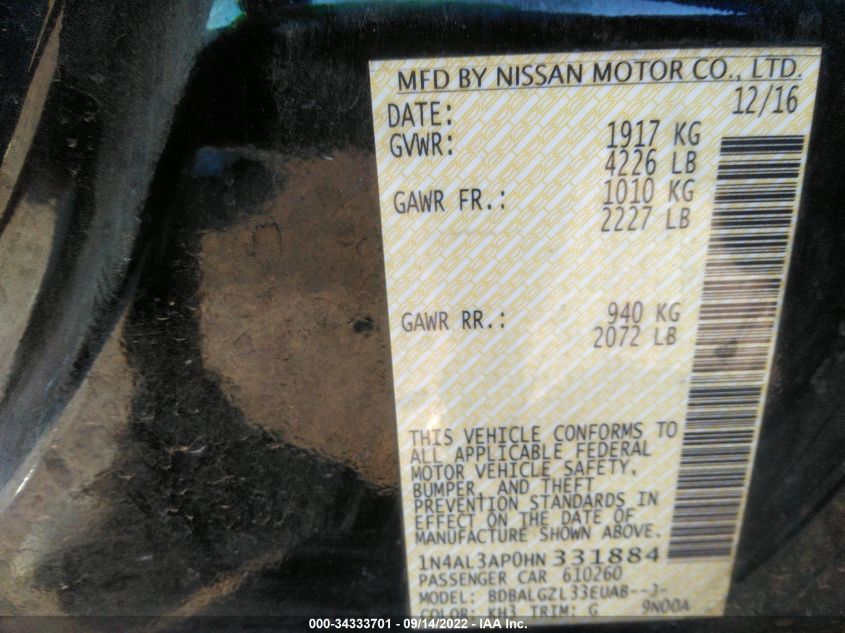 MFD BY NISSAN MOTOR CO., LTD.
DATE: 12/16
GVWR: 1917 KG
4226 LB
GAWR FR.: 1010 KG
2227 LB
GAWR RR.: 940 KG
2072 LB
THIS VEHICLE CONFORMS TO
ALL APPLICABLE FEDERAL
MOTOR VEHICLE SAFETY,
BUMPER, AND THEFT
PREVENTION STANDARDS IN
EFFECT ON THE DATE OF
MANUFACTURE SHOWN ABOVE.
1N4AL3AP0HN 331884
PASSENGER CAR 610260
MODEL: BDBALGZL33EUAB--J-
COLOR: KH3 TRIM: G 9N00A
000-34333701 - 09/14/2022 - IAA Inc.